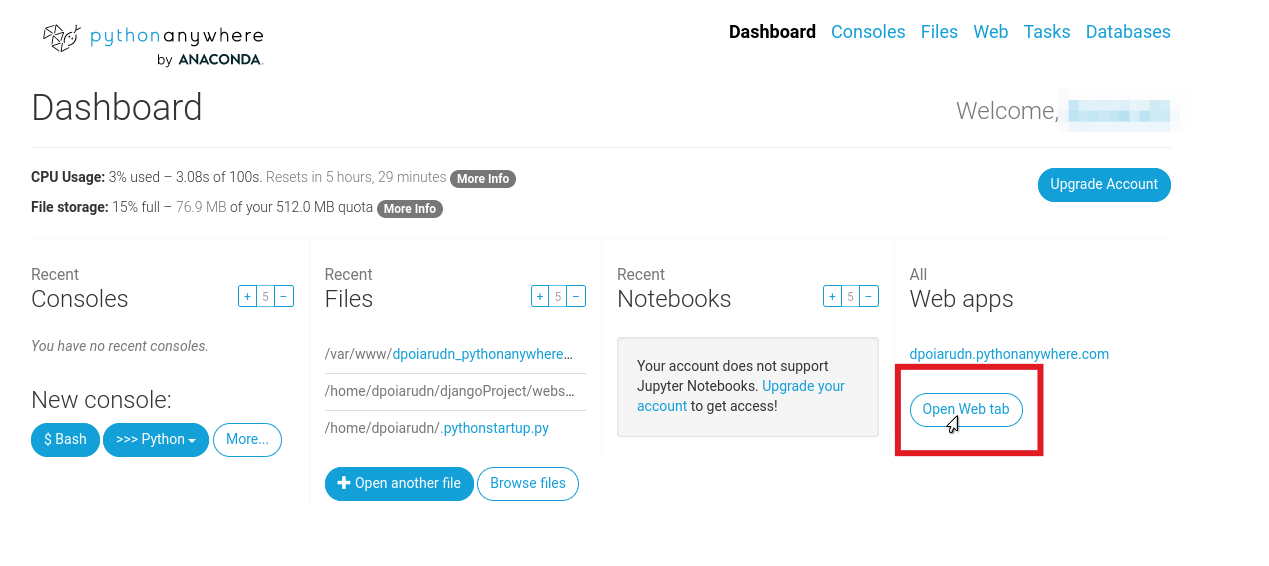 pythonanywhere
by ANACONDA.
Dashboard Consoles Files Web Tasks Databases
Dashboard
Welcome,
CPU Usage: 3% used – 3.08s of 100s. Resets in 5 hours, 29 minutes More Info
Upgrade Account
File storage: 15% full – 76.9 MB of your 512.0 MB quota More Info
Recent
Consoles
+ 5 −
You have no recent consoles.
New console:
$ Bash
>>> Python
More...
Recent
Files
+ 5 −
/var/www/dpoiarudn_pythonanywhere…
/home/dpoiarudn/djangoProject/webs…
/home/dpoiarudn/.pythonstartup.py
Open another file
Browse files
Recent
Notebooks
+ 5 −
Your account does not support
Jupyter Notebooks. Upgrade your
account to get access!
All
Web apps
dpoiarudn.pythonanywhere.com
Open Web tab